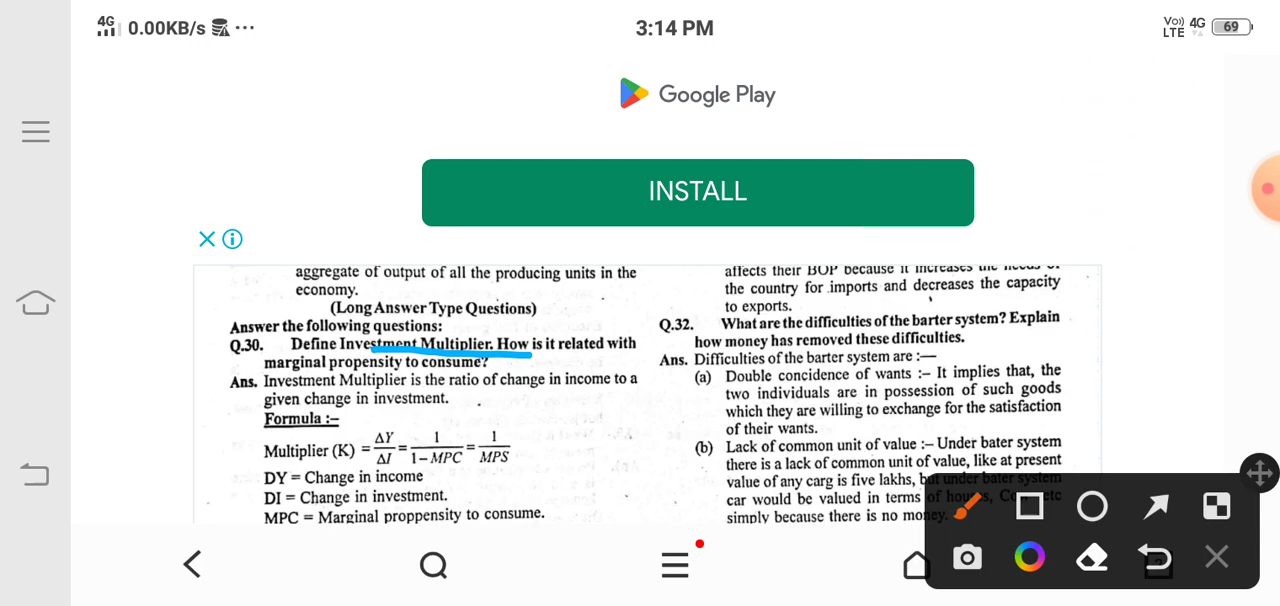 4G 0.00KB/s ...
3:14 PM
Vo) LTE 4G 69
Google Play
INSTALL
aggregate of output of all the producing units in the
economy.
(Long Answer Type Questions)
Answer the following questions:
Q.30. Define Investment Multiplier. How is it related with
marginal propensity to consume?
Ans. Investment Multiplier is the ratio of change in income to a
given change in investment.
Formula :–
Multiplier (K) = ΔY/ΔI = 1/1–MPC = 1/MPS
DY = Change in income
DI = Change in investment.
MPC = Marginal proppensity to consume.
affects their BOP because it increases the needs of
the country for imports and decreases the capacity
to exports.
Q.32. What are the difficulties of the barter system? Explain
how money has removed these difficulties.
Ans. Difficulties of the barter system are :—
(a) Double concidence of wants :– It implies that, the
two individuals are in possession of such goods
which they are willing to exchange for the satisfaction
of their wants.
(b) Lack of common unit of value :– Under bater system
there is a lack of common unit of value, like at present
value of any carg is five lakhs, but under bater system
car would be valued in terms of houses, Cow etc
simply because there is no money.